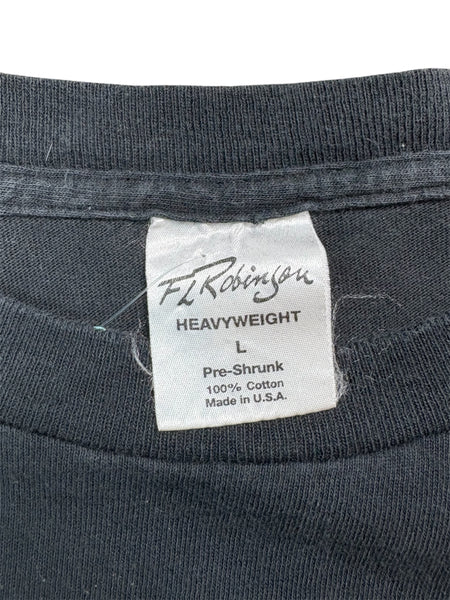 FL Robinson
HEAVYWEIGHT
L
Pre-Shrunk
100% Cotton
Made in U.S.A.